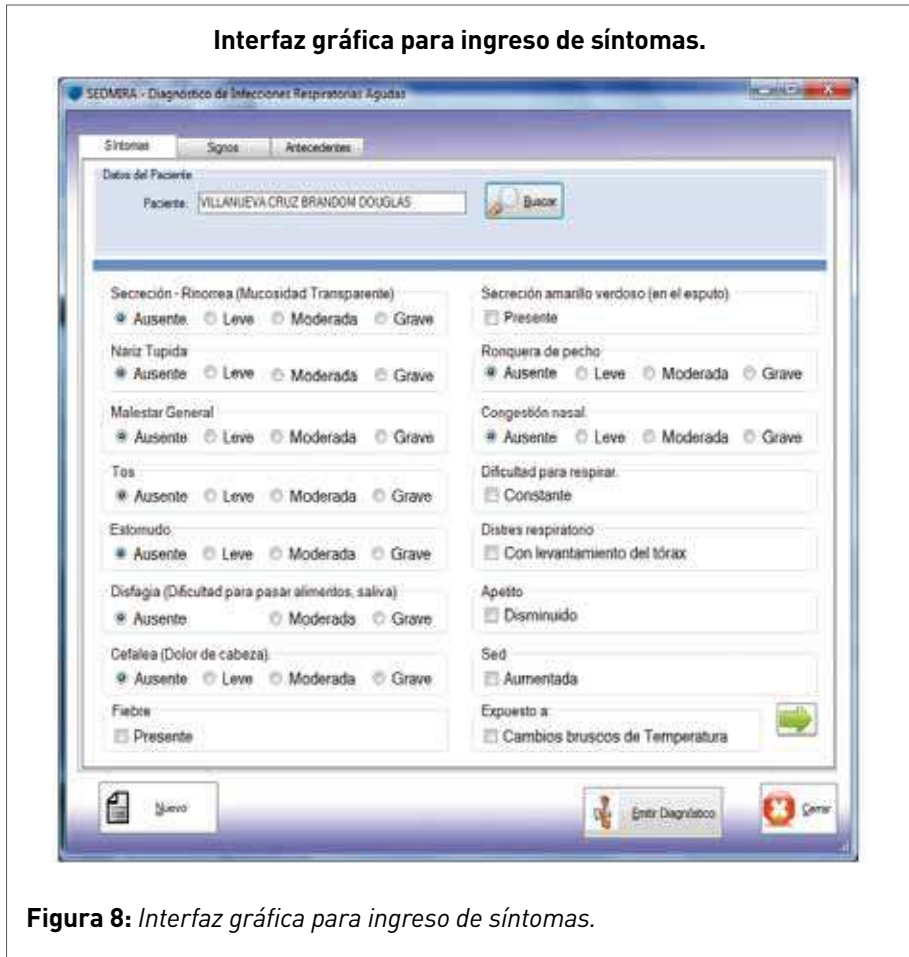 Interfaz gráfica para ingreso de síntomas.
SEDMIRA - Diagnóstico de Infecciones Respiratorias Agudas
Síntomas Signos Antecedentes
Datos del Paciente
Paciente: VILLANUEVA CRUZ BRANDOM DOUGLAS Buscar
Secreción - Rinorrea (Mucosidad Transparente)
Ausente Leve Moderada Grave
Nariz Tupida
Ausente Leve Moderada Grave
Malestar General
Ausente Leve Moderada Grave
Tos
Ausente Leve Moderada Grave
Estornudo
Ausente Leve Moderada Grave
Disfagia (Dificultad para pasar alimentos, saliva)
Ausente Moderada Grave
Cefalea (Dolor de cabeza)
Ausente Leve Moderada Grave
Fiebre
Presente
Secreción amarillo verdoso (en el esputo)
Presente
Ronquera de pecho
Ausente Leve Moderada Grave
Congestión nasal
Ausente Leve Moderada Grave
Dificultad para respirar.
Constante
Distres respiratorio
Con levantamiento del tórax
Apetito
Disminuido
Sed
Aumentada
Expuesto a:
Cambios bruscos de Temperatura
Nuevo Emitir Diagnóstico Cerrar
Figura 8: Interfaz gráfica para ingreso de síntomas.